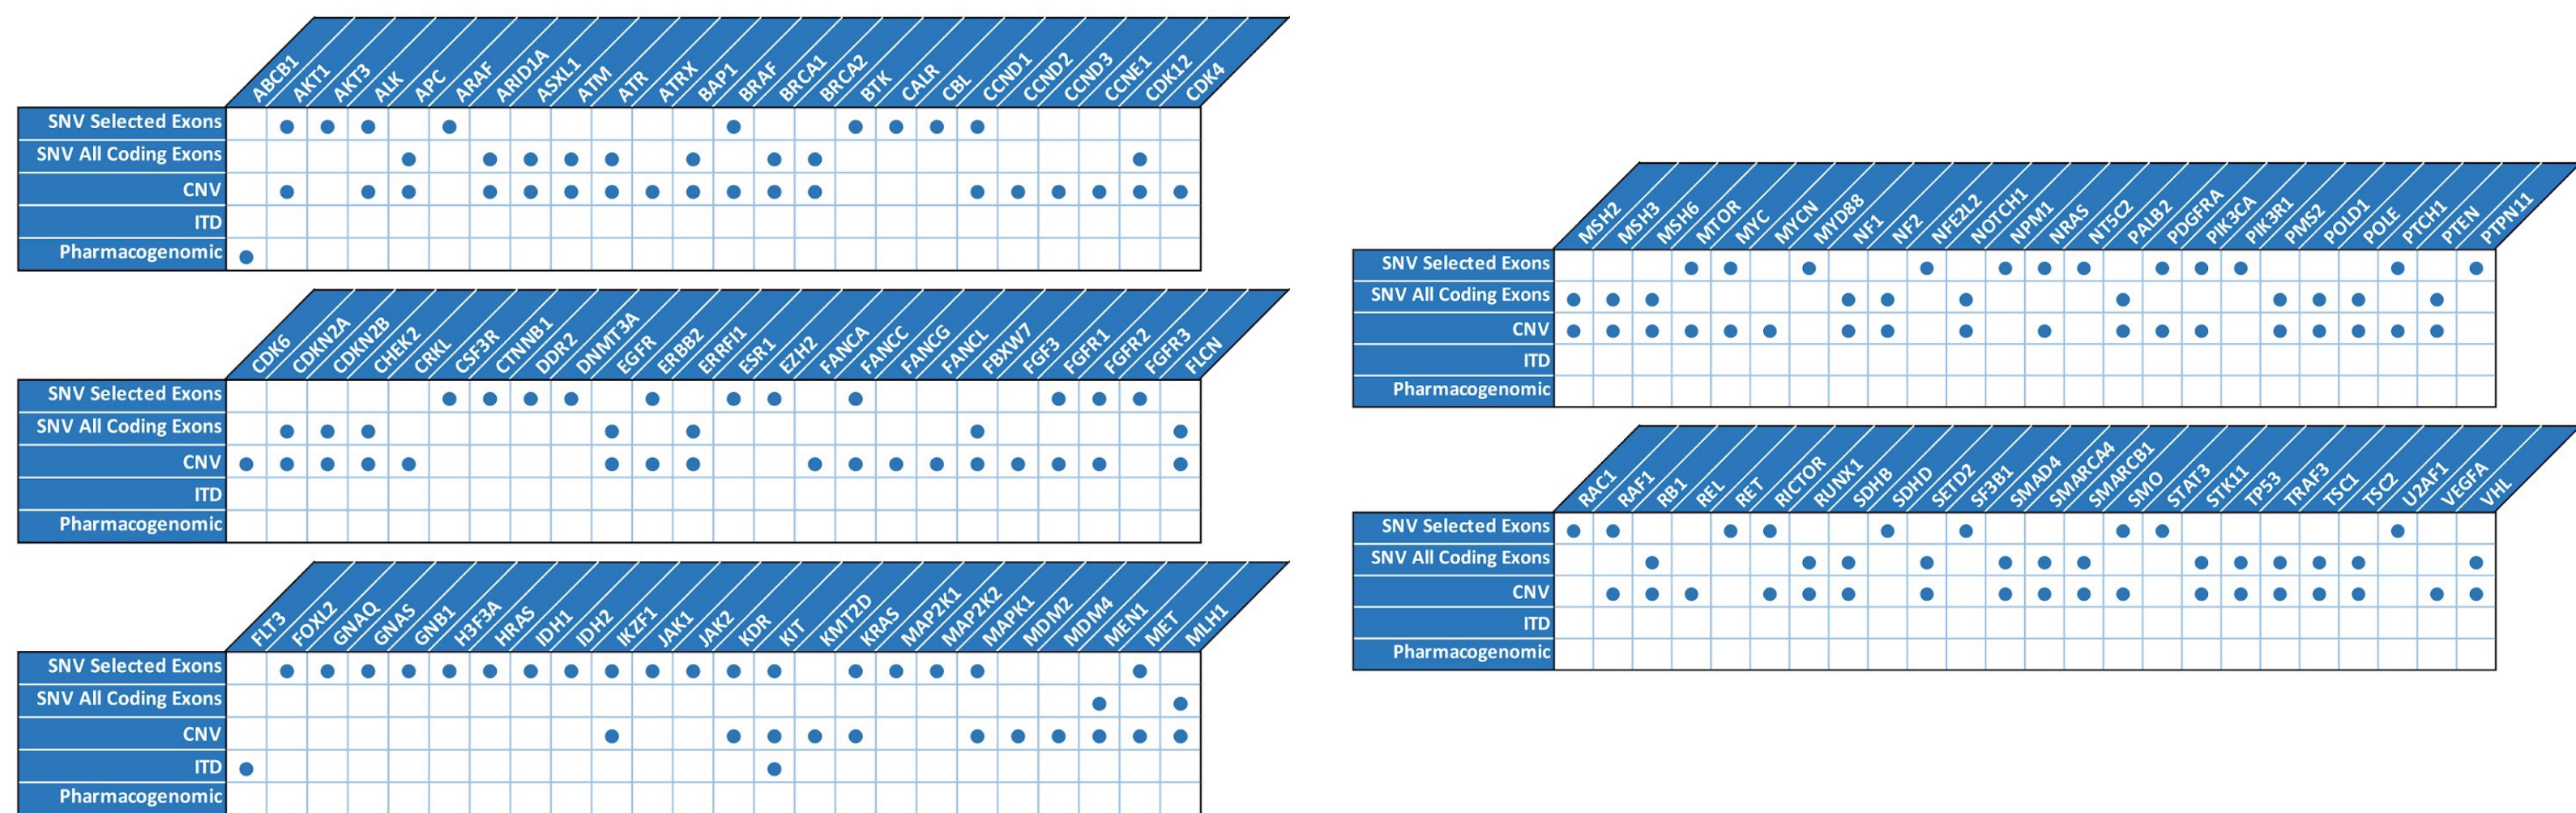 ABCB1 AKT1 AKT3 ALK APC ARAF ARID1A ASXL1 ATM ATR ATRX BAP1 BRAF BRCA1 BRCA2 BTK CALR CBL CCND1 CCND2 CCND3 CCNE1 CDK12 CDK4
SNV Selected Exons
SNV All Coding Exons
CNV
ITD
Pharmacogenomic
CDK6 CDKN2A CDKN2B CHEK2 CRKL CSF3R CTNNB1 DDR2 DNMT3A EGFR ERBB2 ERRFI1 ESR1 EZH2 FANCA FANCC FANCG FANCL FBXW7 FGF3 FGFR1 FGFR2 FGFR3 FLCN
SNV Selected Exons
SNV All Coding Exons
CNV
ITD
Pharmacogenomic
FLT3 FOXL2 GNAQ GNAS GNB1 H3F3A HRAS IDH1 IDH2 IKZF1 JAK1 JAK2 KDR KIT KMT2D KRAS MAP2K1 MAP2K2 MAPK1 MDM2 MDM4 MEN1 MET MLH1
SNV Selected Exons
SNV All Coding Exons
CNV
ITD
Pharmacogenomic
MSH2 MSH3 MSH6 MTOR MYC MYCN MYD88 NF1 NF2 NFE2L2 NOTCH1 NPM1 NRAS NT5C2 PALB2 PDGFRA PIK3CA PIK3R1 PMS2 POLD1 POLE PTCH1 PTEN PTPN11
SNV Selected Exons
SNV All Coding Exons
CNV
ITD
Pharmacogenomic
RAC1 RAF1 RB1 REL RET RICTOR RUNX1 SDHB SDHD SETD2 SF3B1 SMAD4 SMARCA4 SMARCB1 SMO STAT3 STK11 TP53 TRAF3 TSC1 TSC2 U2AF1 VEGFA VHL
SNV Selected Exons
SNV All Coding Exons
CNV
ITD
Pharmacogenomic